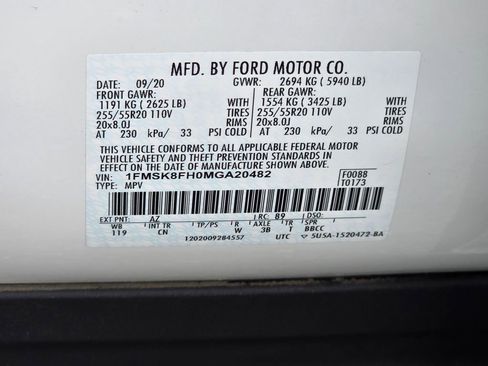 MFD. BY FORD MOTOR CO.
DATE: 09/20 GVWR: 2694 KG ( 5940 LB)
FRONT GAWR: REAR GAWR:
1191 KG ( 2625 LB) WITH 1554 KG ( 3425 LB) WITH
255/55R20 110V TIRES 255/55R20 110V TIRES
20x8.0J RIMS 20x8.0J RIMS
AT 230 kPa/ 33 PSI COLD AT 230 kPa/ 33 PSI COLD
THIS VEHICLE CONFORMS TO ALL APPLICABLE FEDERAL MOTOR
VEHICLE SAFETY AND THEFT PREVENTION STANDARDS IN EFFECT ON
THE DATE OF MANUFACTURE SHOWN ABOVE.
VIN: 1FMSK8FH0MGA20482 F0088
TYPE: MPV T0173
EXT PNT: AZ RC: 89 DSO:
WB INT TR TP/PS R AXLE TR SPR
119 CN W 3B T BBCC
1202009284557 UTC 5U5A-1520472-BA